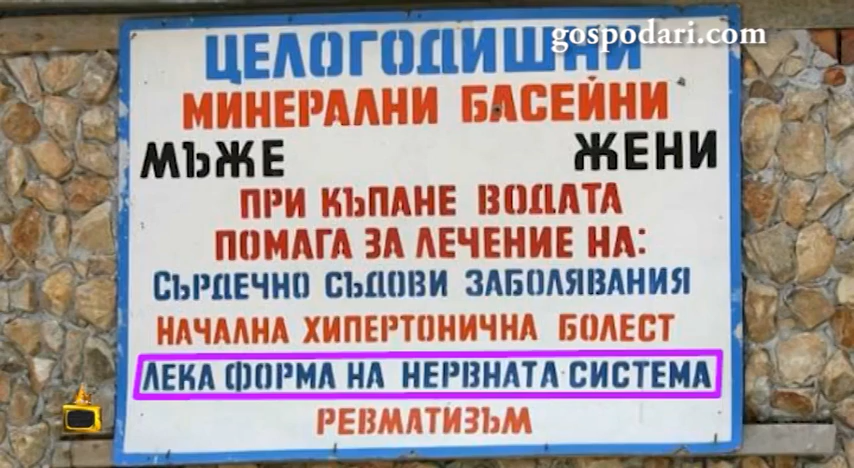 gospodari.com
ЦЕЛОГОДИШНИ
МИНЕРАЛНИ БАСЕЙНИ
МЪЖЕ ЖЕНИ
ПРИ КЪПАНЕ ВОДАТА
ПОМАГА ЗА ЛЕЧЕНИЕ НА:
СЪРДЕЧНО СЪДОВИ ЗАБОЛЯВАНИЯ
НАЧАЛНА ХИПЕРТОНИЧНА БОЛЕСТ
ЛЕКА ФОРМА НА НЕРВНАТА СИСТЕМА
РЕВМАТИЗЪМ